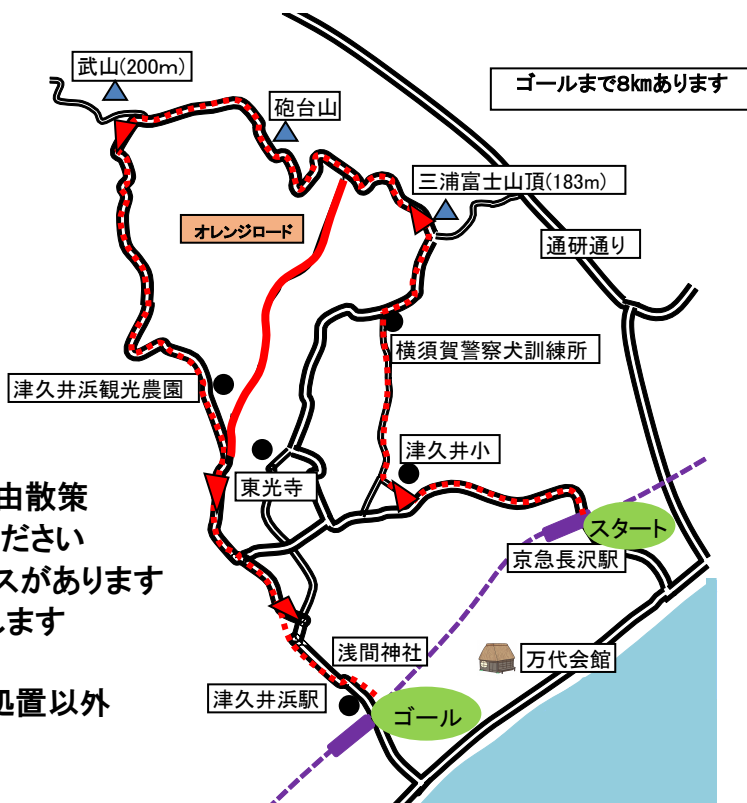 武山(200m)
ゴールまで8kmあります
砲台山
三浦富士山頂(183m)
オレンジロード
通研通り
横須賀警察犬訓練所
津久井浜観光農園
津久井小
東光寺
由散策
ださい
スがあります
します
処置以外
スタート
京急長沢駅
浅間神社
万代会館
津久井浜駅
ゴール